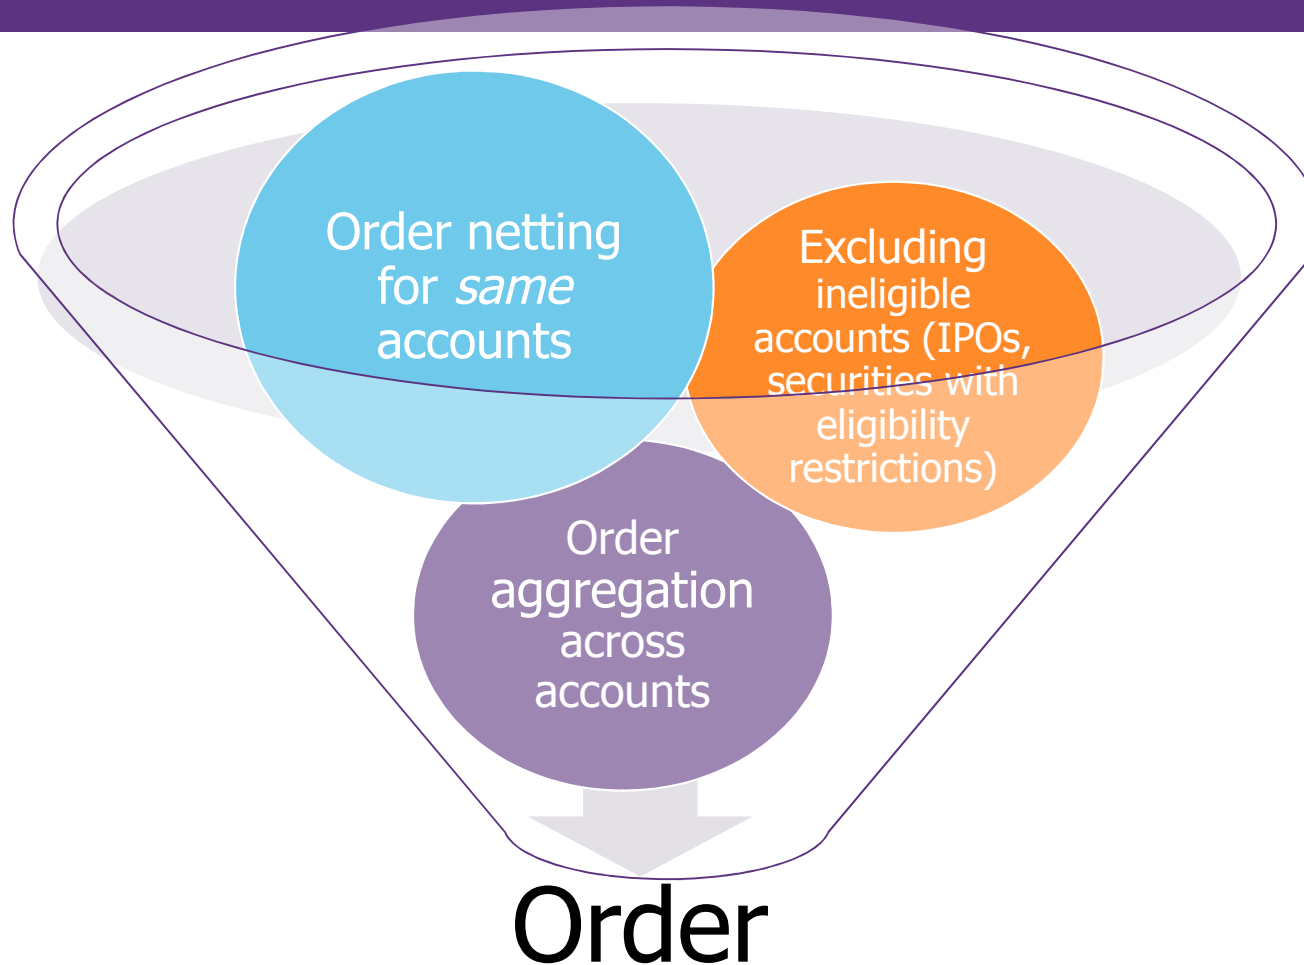 Order netting
for same
accounts
Excluding
ineligible
accounts (IPOs,
securities with
eligibility
restrictions)
Order
aggregation
across
accounts
Order